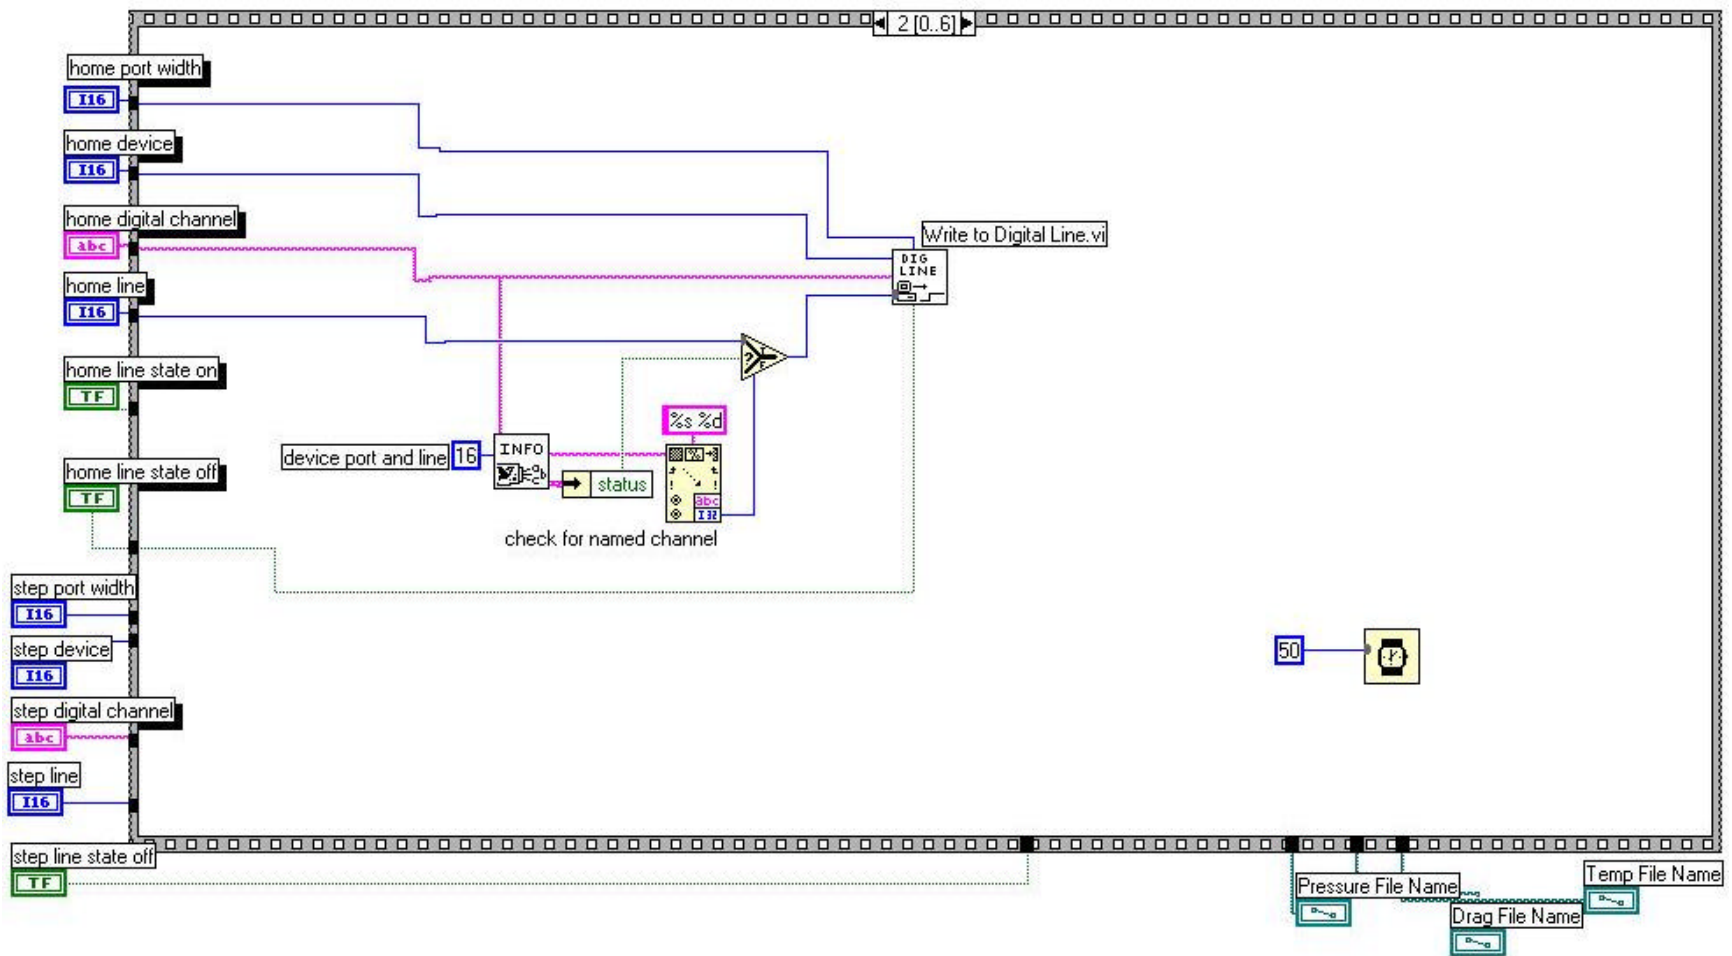 2 [0..6]
home port width
I16
home device
I16
home digital channel
abc
home line
I16
home line state on
TF
home line state off
TF
step port width
I16
step device
I16
step digital channel
abc
step line
I16
step line state off
TF
Write to Digital Line.vi
DIG
LINE
?
T
F
%s %d
device port and line
16
INFO
status
%
abc
I32
check for named channel
50
Pressure File Name
Drag File Name
Temp File Name